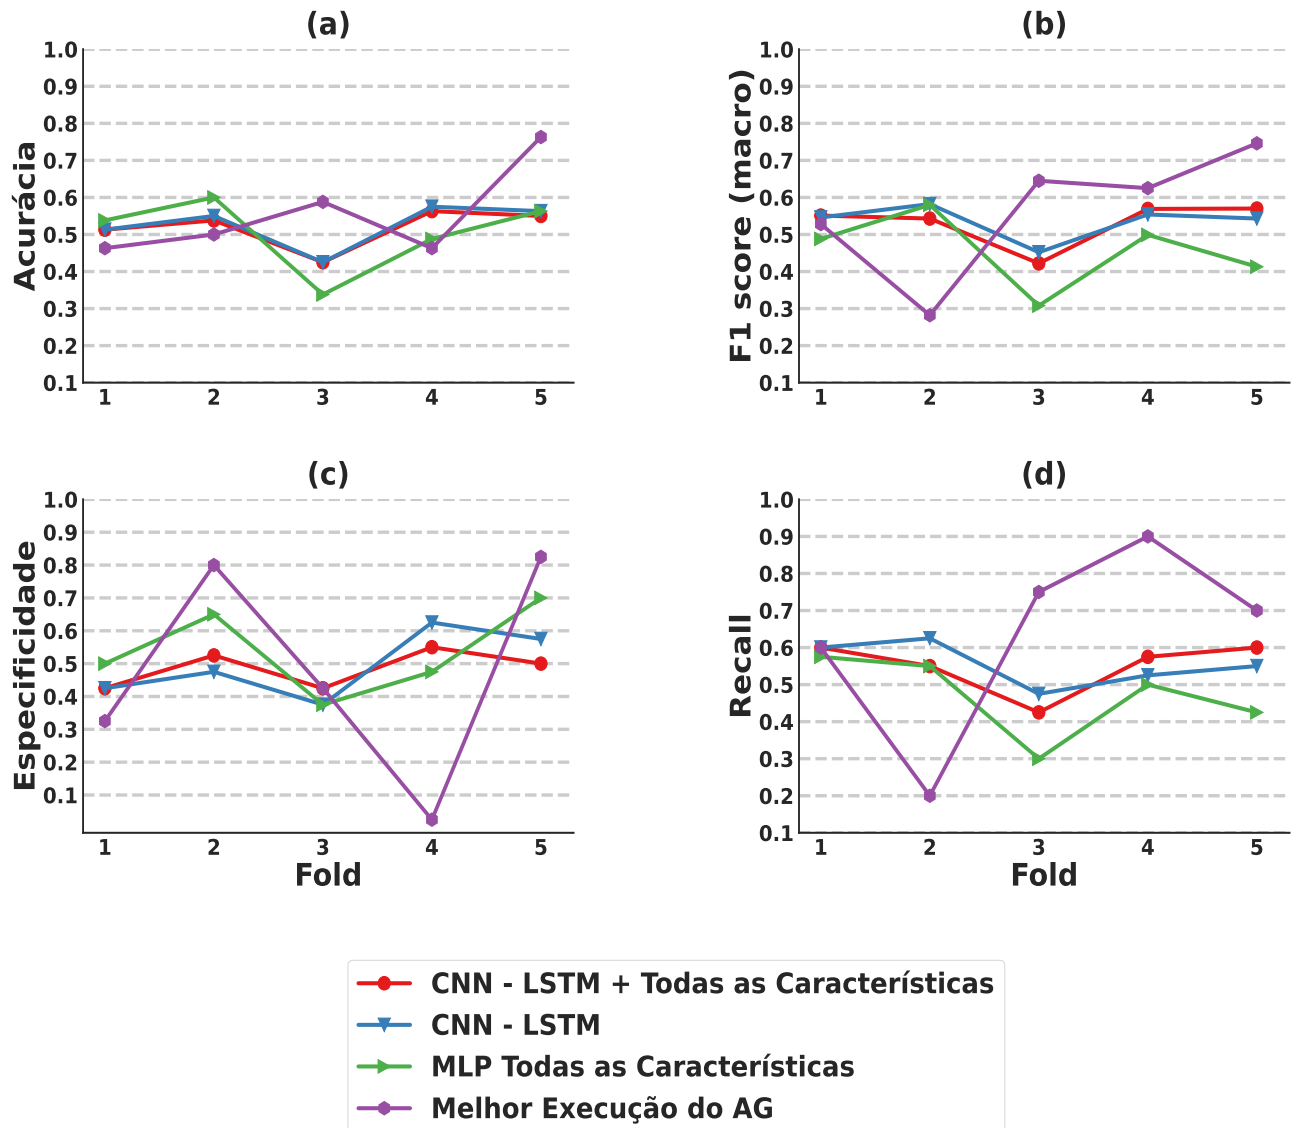 (a)
Acurácia
1.0
0.9
0.8
0.7
0.6
0.5
0.4
0.3
0.2
0.1
1 2 3 4 5
(b)
F1 score (macro)
1.0
0.9
0.8
0.7
0.6
0.5
0.4
0.3
0.2
0.1
1 2 3 4 5
(c)
Especificidade
1.0
0.9
0.8
0.7
0.6
0.5
0.4
0.3
0.2
0.1
1 2 3 4 5
Fold
(d)
Recall
1.0
0.9
0.8
0.7
0.6
0.5
0.4
0.3
0.2
0.1
1 2 3 4 5
Fold
CNN - LSTM + Todas as Características
CNN - LSTM
MLP Todas as Características
Melhor Execução do AG